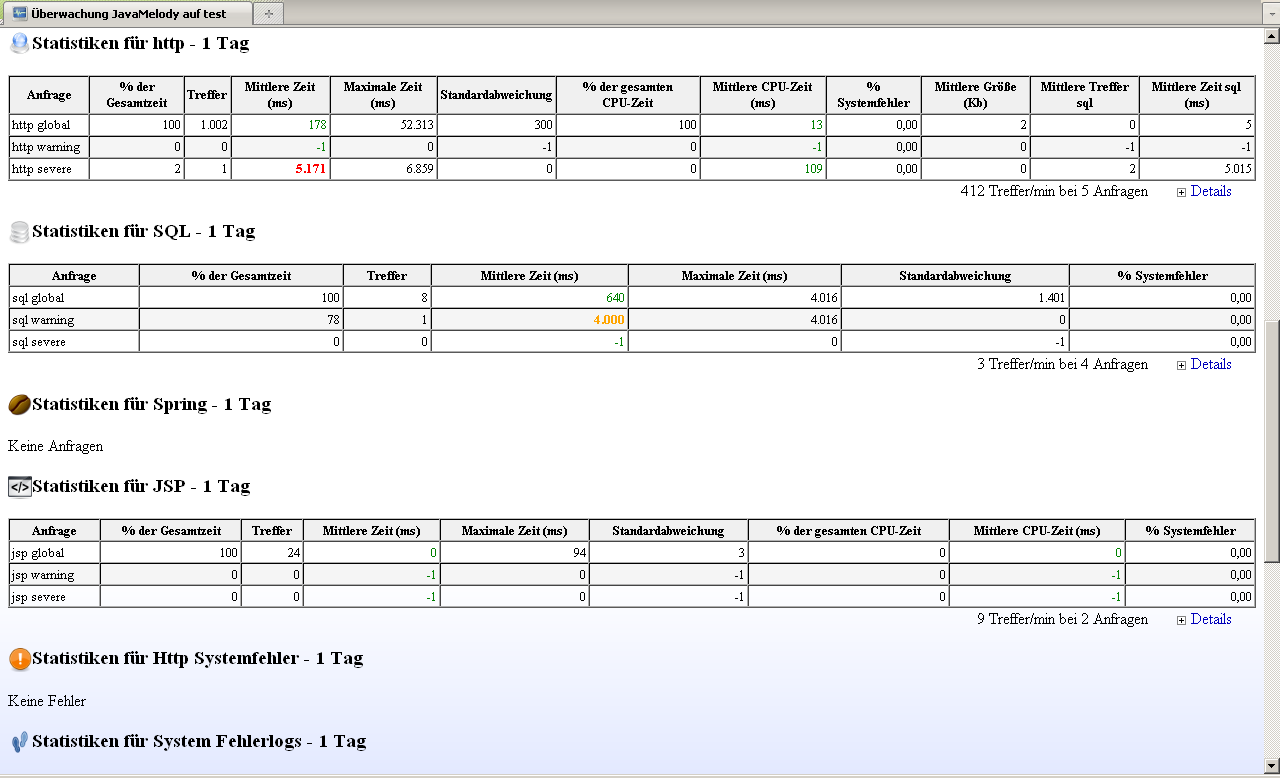 Überwachung JavaMelody auf test
Statistiken für http - 1 Tag
Anfrage % der Gesamtzeit Treffer Mittlere Zeit (ms) Maximale Zeit (ms) Standardabweichung % der gesamten CPU-Zeit Mittlere CPU-Zeit (ms) % Systemfehler Mittlere Größe (Kb) Mittlere Treffer sql Mittlere Zeit sql (ms)
http global 100 1.002 178 52.313 300 100 13 0,00 2 0 5
http warning 0 0 -1 0 -1 0 -1 0,00 0 -1 -1
http severe 2 1 5.171 6.859 0 0 109 0,00 0 2 5.015
412 Treffer/min bei 5 Anfragen Details
Statistiken für SQL - 1 Tag
Anfrage % der Gesamtzeit Treffer Mittlere Zeit (ms) Maximale Zeit (ms) Standardabweichung % Systemfehler
sql global 100 8 640 4.016 1.401 0,00
sql warning 78 1 4.000 4.016 0 0,00
sql severe 0 0 -1 0 -1 0,00
3 Treffer/min bei 4 Anfragen Details
Statistiken für Spring - 1 Tag
Keine Anfragen
Statistiken für JSP - 1 Tag
Anfrage % der Gesamtzeit Treffer Mittlere Zeit (ms) Maximale Zeit (ms) Standardabweichung % der gesamten CPU-Zeit Mittlere CPU-Zeit (ms) % Systemfehler
jsp global 100 24 0 94 3 0 0 0,00
jsp warning 0 0 -1 0 -1 0 -1 0,00
jsp severe 0 0 -1 0 -1 0 -1 0,00
9 Treffer/min bei 2 Anfragen Details
Statistiken für Http Systemfehler - 1 Tag
Keine Fehler
Statistiken für System Fehlerlogs - 1 Tag